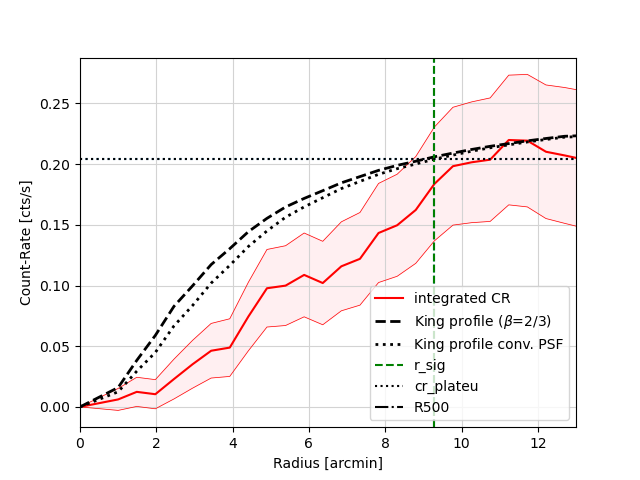 0.25
0.20
0.15
0.10
0.05
0.00
Count-Rate [cts/s]
integrated CR
King profile (β=2/3)
King profile conv. PSF
r_sig
cr_plateu
R500
0 2 4 6 8 10 12
Radius [arcmin]